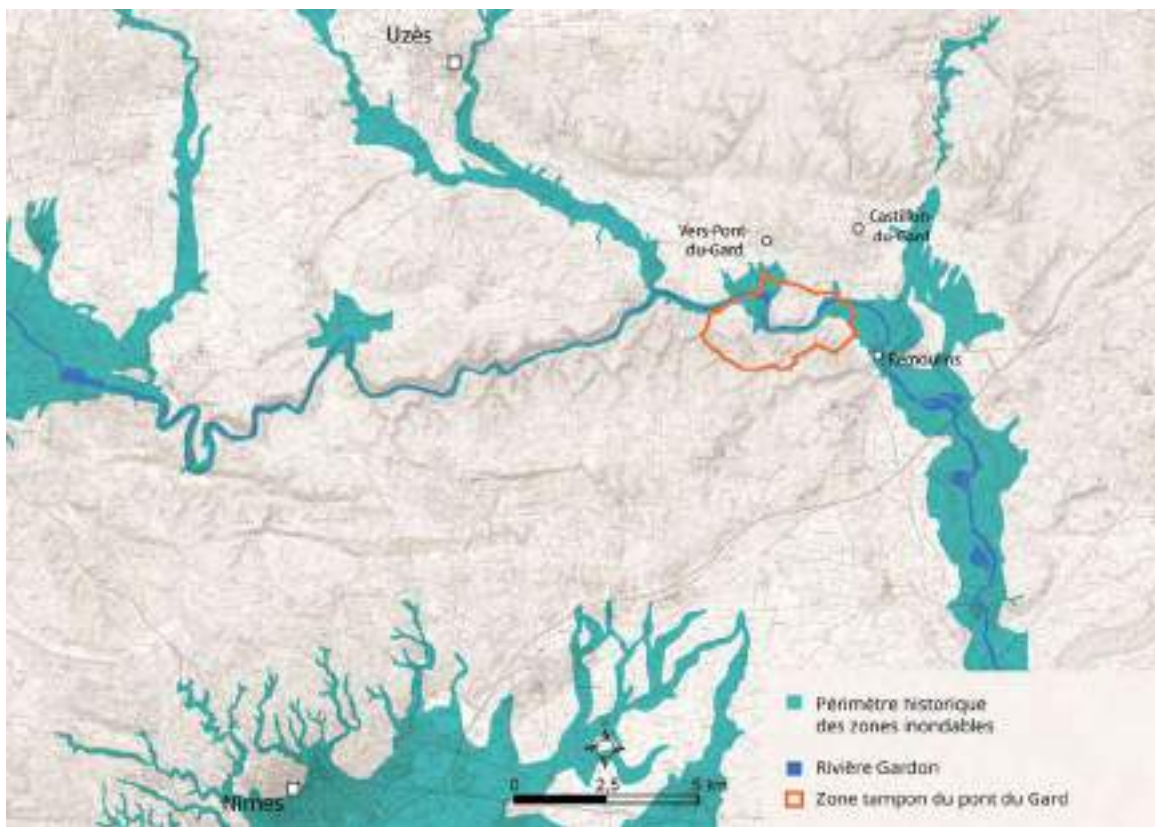 Uzès
Vers-Pont-
du-Gard
Castillon-
du-Gard
Remoulins
Nîmes
0 2,5 5 km
Périmètre historique
des zones inondables
Rivière Gardon
Zone tampon du pont du Gard